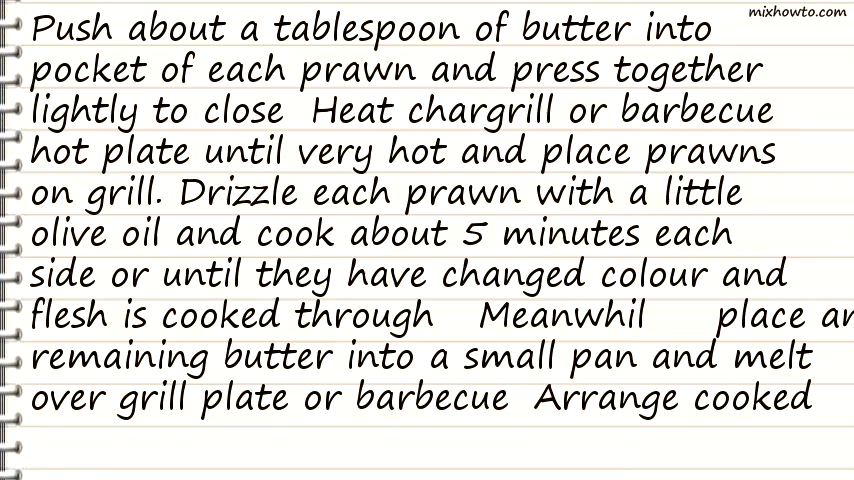 mixhowto.com
Push about a tablespoon of butter into
pocket of each prawn and press together
lightly to close  Heat chargrill or barbecue
hot plate until very hot and place prawns
on grill. Drizzle each prawn with a little
olive oil and cook about 5 minutes each
side or until they have changed colour and
flesh is cooked through  Meanwhil  place
remaining butter into a small pan and melt
over grill plate or barbecue  Arrange cooked